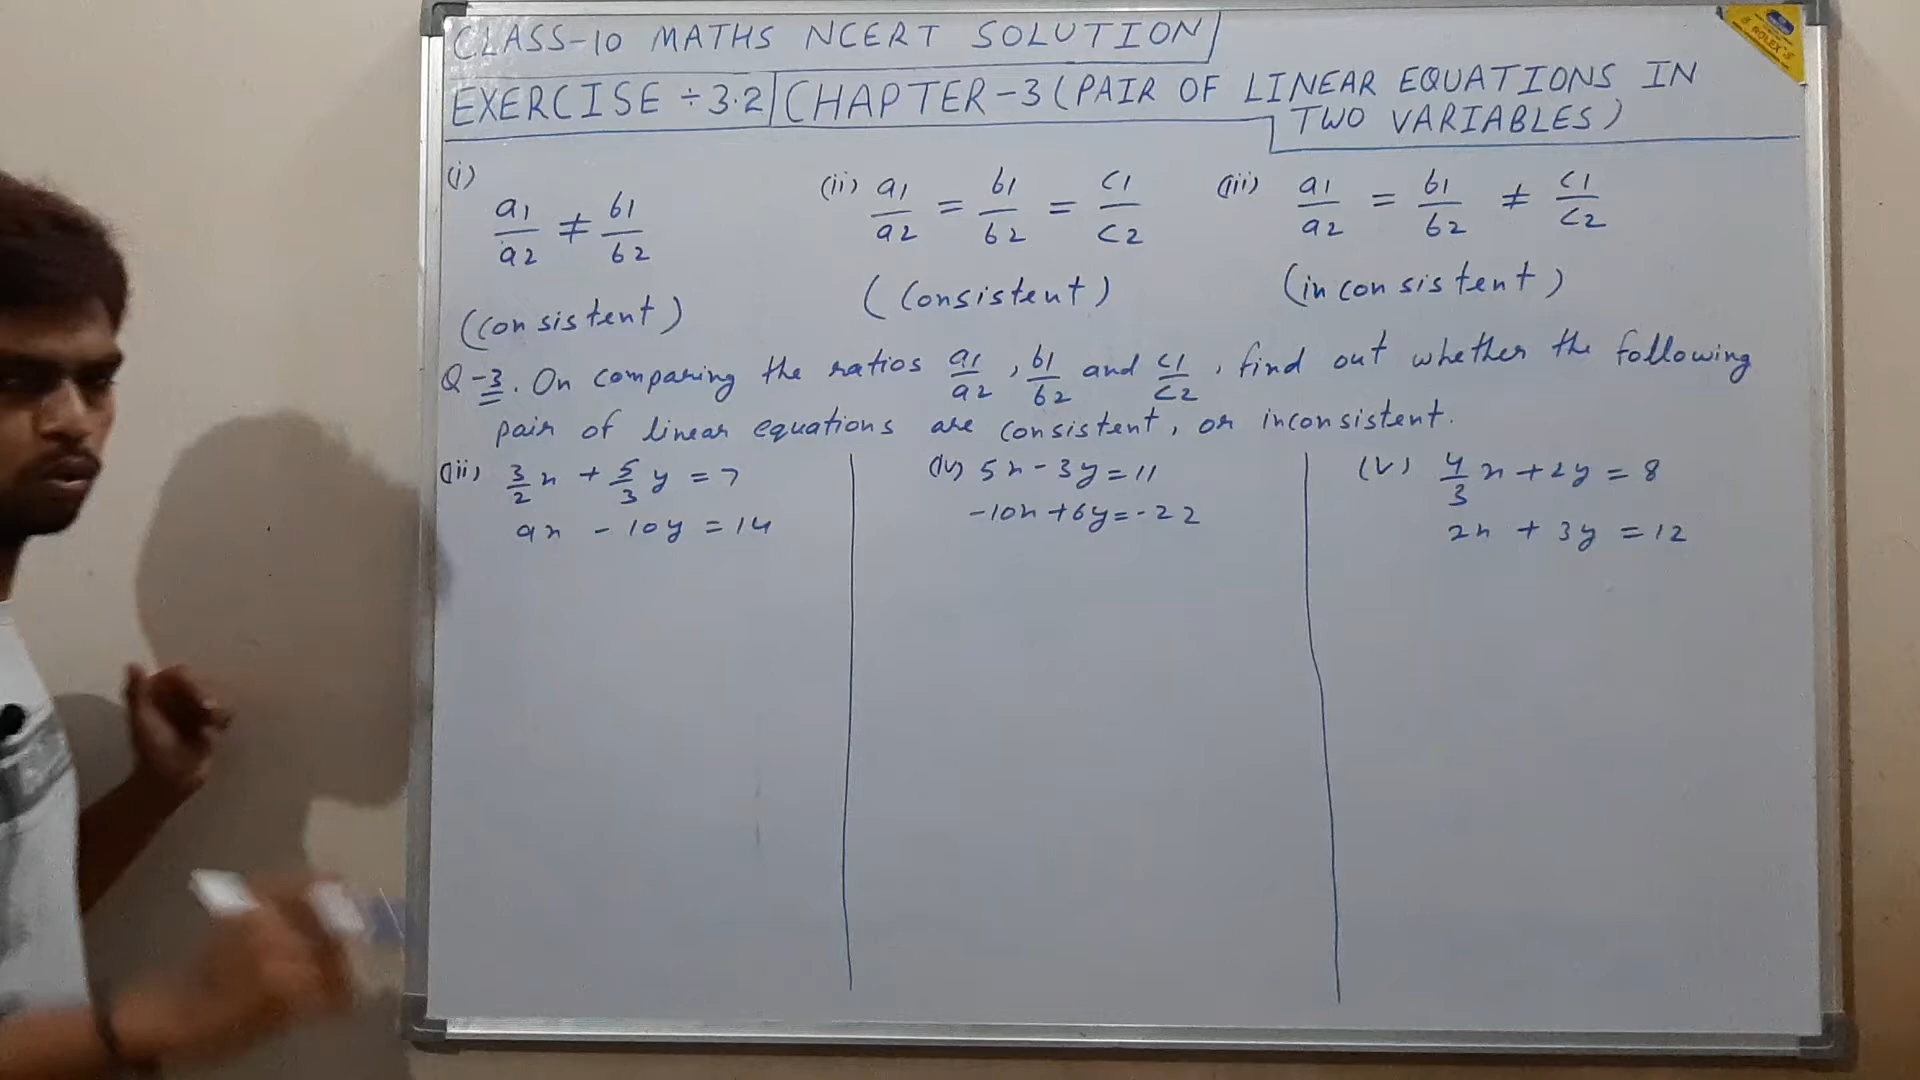 CLASS-10 MATHS NCERT SOLUTION
EXERCISE ÷ 3.2 | CHAPTER-3 (PAIR OF LINEAR EQUATIONS IN TWO VARIABLES)
(i) a1/a2 ≠ b1/b2
(ii) a1/a2 = b1/b2 = c1/c2
(iii) a1/a2 = b1/b2 ≠ c1/c2
(consistent)
(consistent)
(inconsistent)
Q-3. On comparing the ratios a1/a2, b1/b2 and c1/c2, find out whether the following
pair of linear equations are consistent, or inconsistent.
(iii) 3/2 x + 5/3 y = 7
9x - 10y = 14
(iv) 5x - 3y = 11
-10x + 6y = -22
(v) 4/3 x + 2y = 8
2x + 3y = 12
ROLEX'S